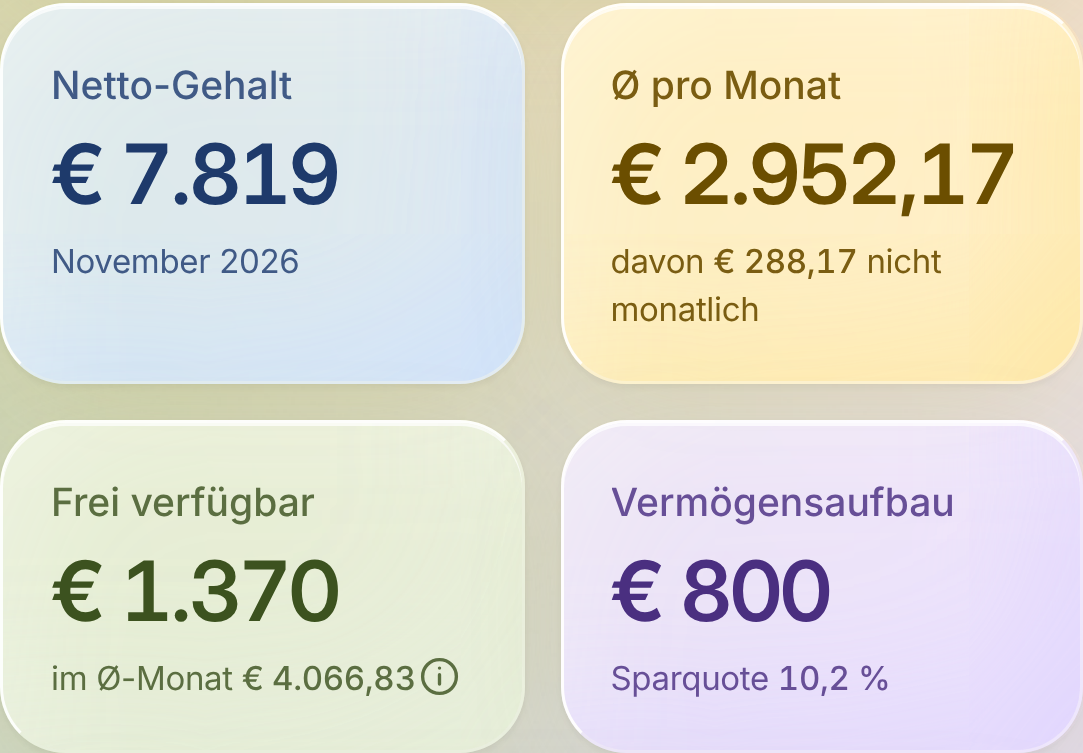 Netto-Gehalt
€ 7.819
November 2026
Ø pro Monat
€ 2.952,17
davon € 288,17 nicht
monatlich
Frei verfügbar
€ 1.370
im Ø-Monat € 4.066,83
Vermögensaufbau
€ 800
Sparquote 10,2 %